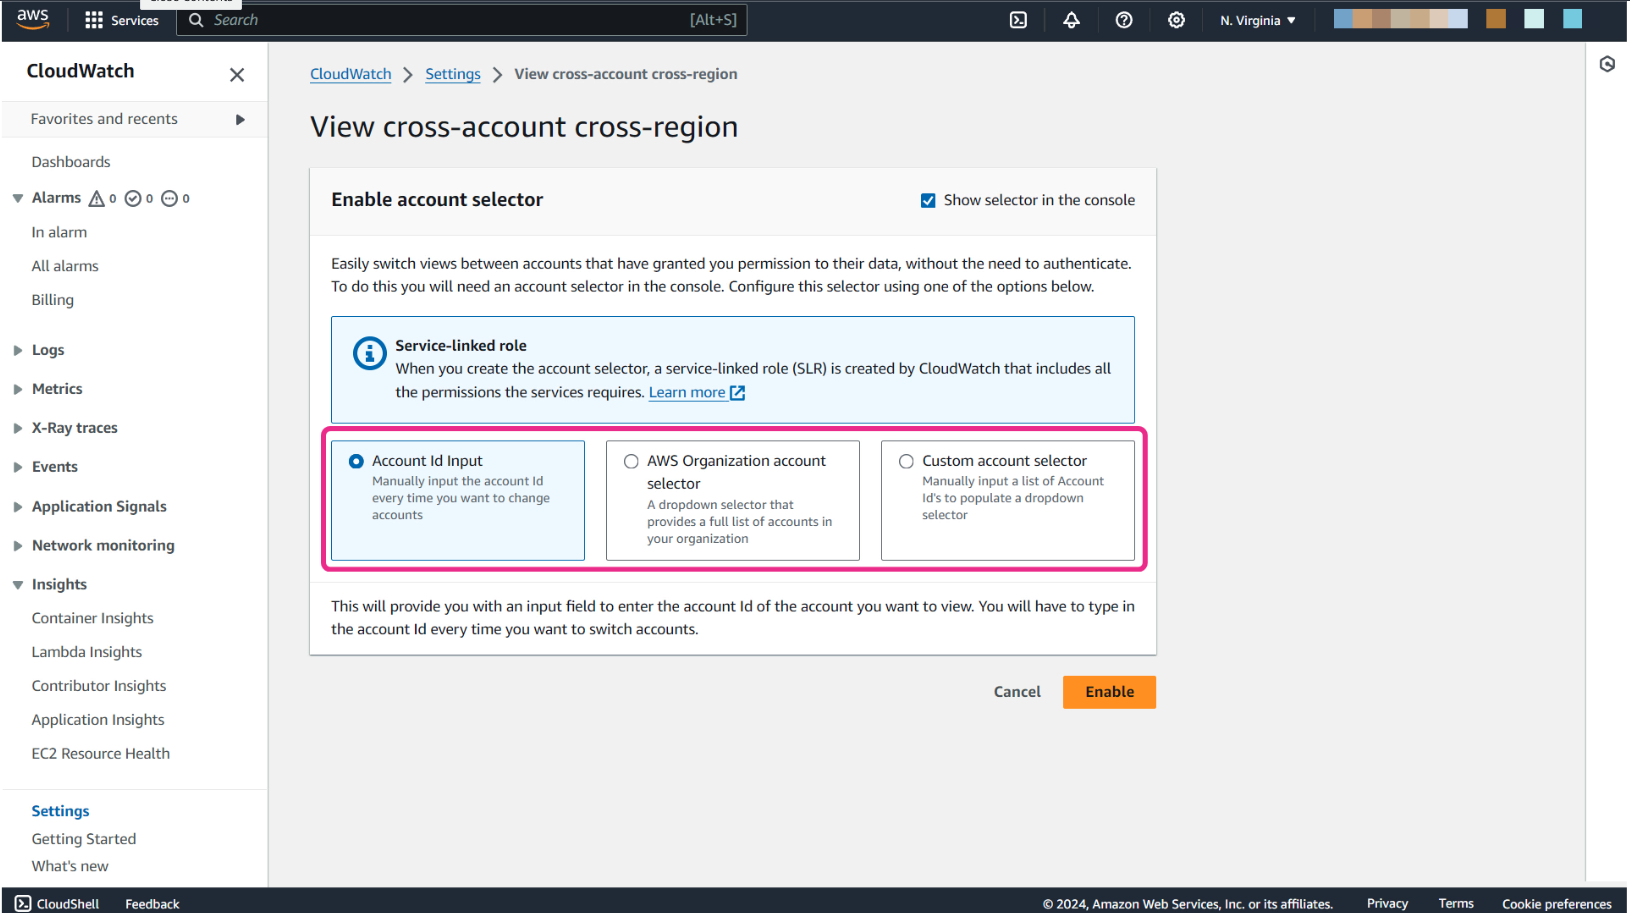 aws
Services
Search
[Alt+S]
N. Virginia
CloudWatch
Favorites and recents
Dashboards
Alarms 0 0 0
In alarm
All alarms
Billing
Logs
Metrics
X-Ray traces
Events
Application Signals
Network monitoring
Insights
Container Insights
Lambda Insights
Contributor Insights
Application Insights
EC2 Resource Health
Settings
Getting Started
What's new
CloudWatch > Settings > View cross-account cross-region
View cross-account cross-region
Enable account selector
Show selector in the console
Easily switch views between accounts that have granted you permission to their data, without the need to authenticate.
To do this you will need an account selector in the console. Configure this selector using one of the options below.
Service-linked role
When you create the account selector, a service-linked role (SLR) is created by CloudWatch that includes all
the permissions the services requires. Learn more
Account Id Input
Manually input the account Id
every time you want to change
accounts
AWS Organization account
selector
A dropdown selector that
provides a full list of accounts in
your organization
Custom account selector
Manually input a list of Account
Id's to populate a dropdown
selector
This will provide you with an input field to enter the account Id of the account you want to view. You will have to type in
the account Id every time you want to switch accounts.
Cancel
Enable
CloudShell
Feedback
© 2024, Amazon Web Services, Inc. or its affiliates.
Privacy
Terms
Cookie preferences